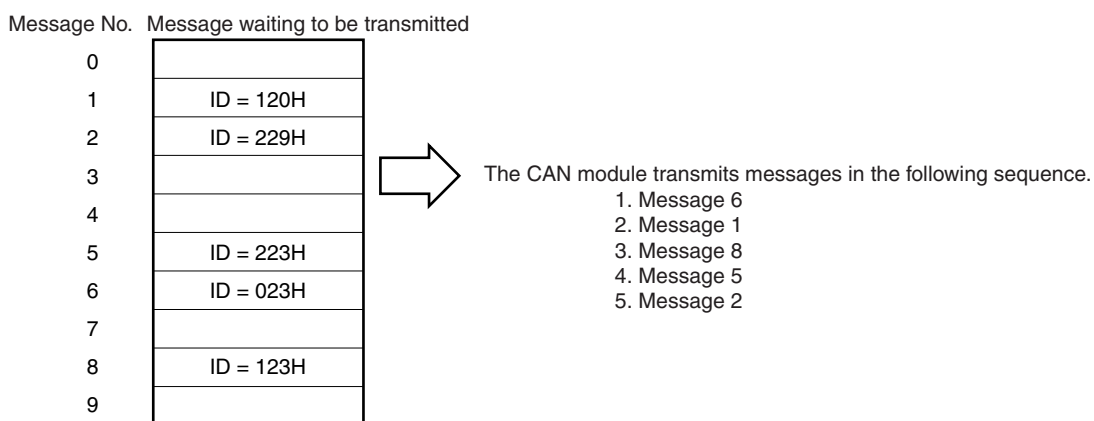 Message No. Message waiting to be transmitted
0
1 ID = 120H
2 ID = 229H
3
4
5 ID = 223H
6 ID = 023H
7
8 ID = 123H
9
The CAN module transmits messages in the following sequence.
1. Message 6
2. Message 1
3. Message 8
4. Message 5
5. Message 2